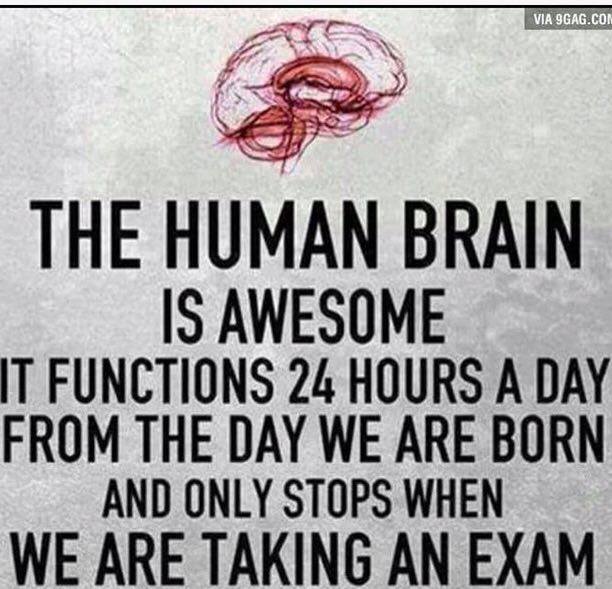 VIA 9GAG.COM
THE HUMAN BRAIN
IS AWESOME
IT FUNCTIONS 24 HOURS A DAY
FROM THE DAY WE ARE BORN
AND ONLY STOPS WHEN
WE ARE TAKING AN EXAM